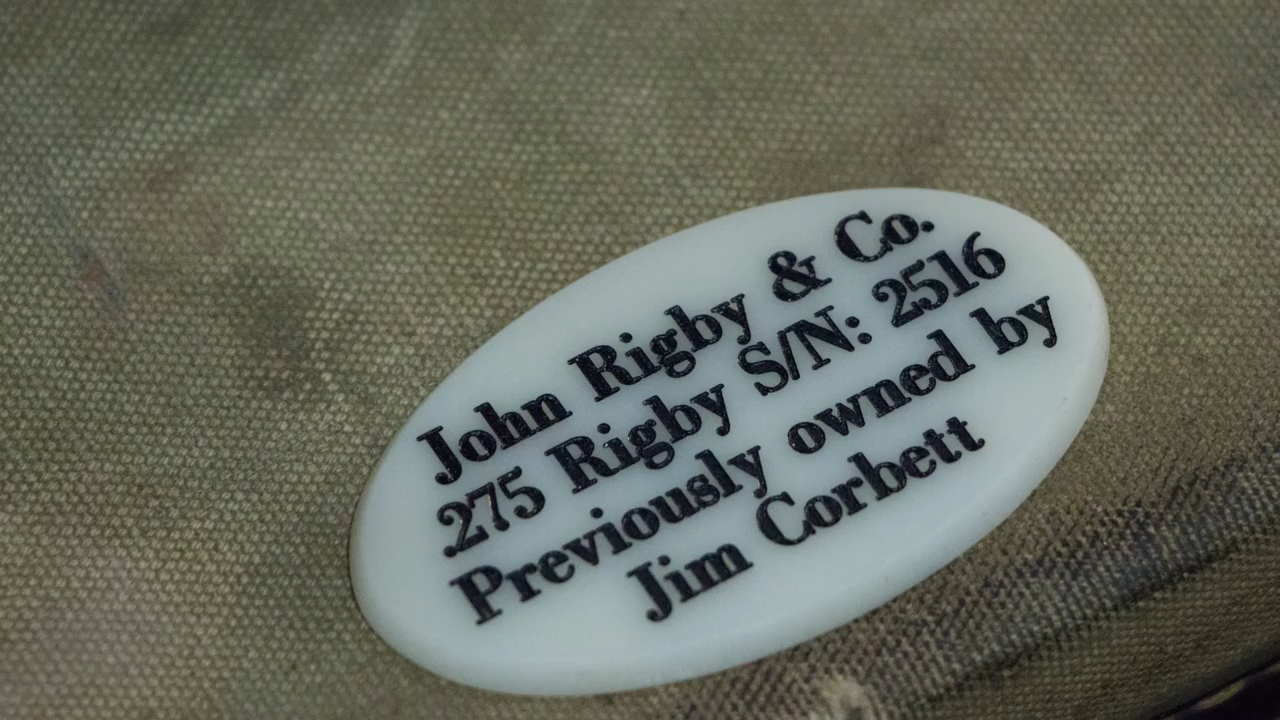 John Rigby & Co.
.275 Rigby S/N: 2516
Previously owned by
Jim Corbett